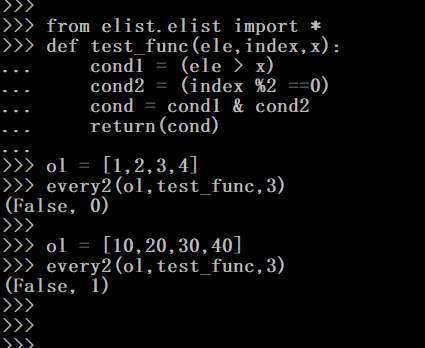 >>>
>>> from elist.elist import *
>>> def test_func(ele,index,x):
...     cond1 = (ele > x)
...     cond2 = (index %2 ==0)
...     cond = cond1 & cond2
...     return(cond)
...
>>> ol = [1,2,3,4]
>>> every2(ol,test_func,3)
(False, 0)
>>>
>>> ol = [10,20,30,40]
>>> every2(ol,test_func,3)
(False, 1)
>>>
>>>
>>>